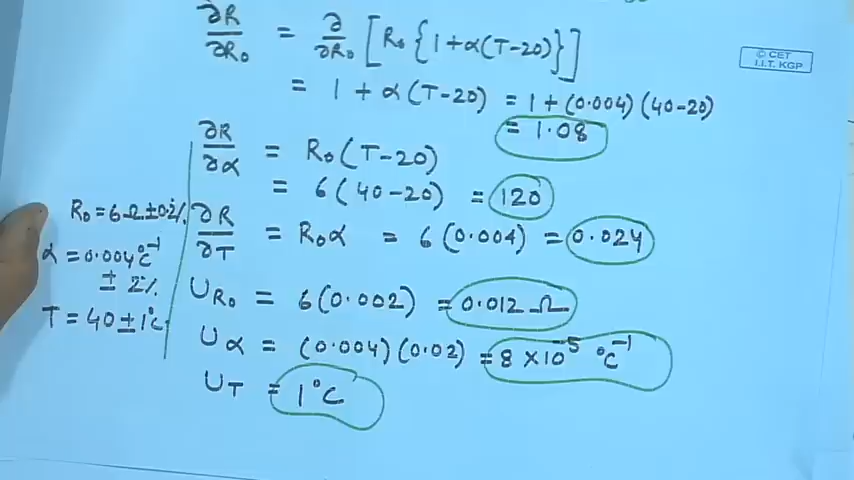 ∂R/∂R₀ = ∂/∂R₀ [R₀ {1+α(T-20)}]
© CET
I.I.T. KGP
= 1 + α(T-20) = 1 + (0.004) (40-20)
= 1.08
∂R/∂α = R₀ (T-20)
= 6 (40-20) = 120
R₀ = 6Ω ± 0.2%
∂R/∂T = R₀α = 6 (0.004) = 0.024
α = 0.004°C⁻¹
± 2%
U_R₀ = 6 (0.002) = 0.012 Ω
T = 40 ± 1°C
U_α = (0.004) (0.02) = 8 × 10⁻⁵ °C⁻¹
U_T = 1°C